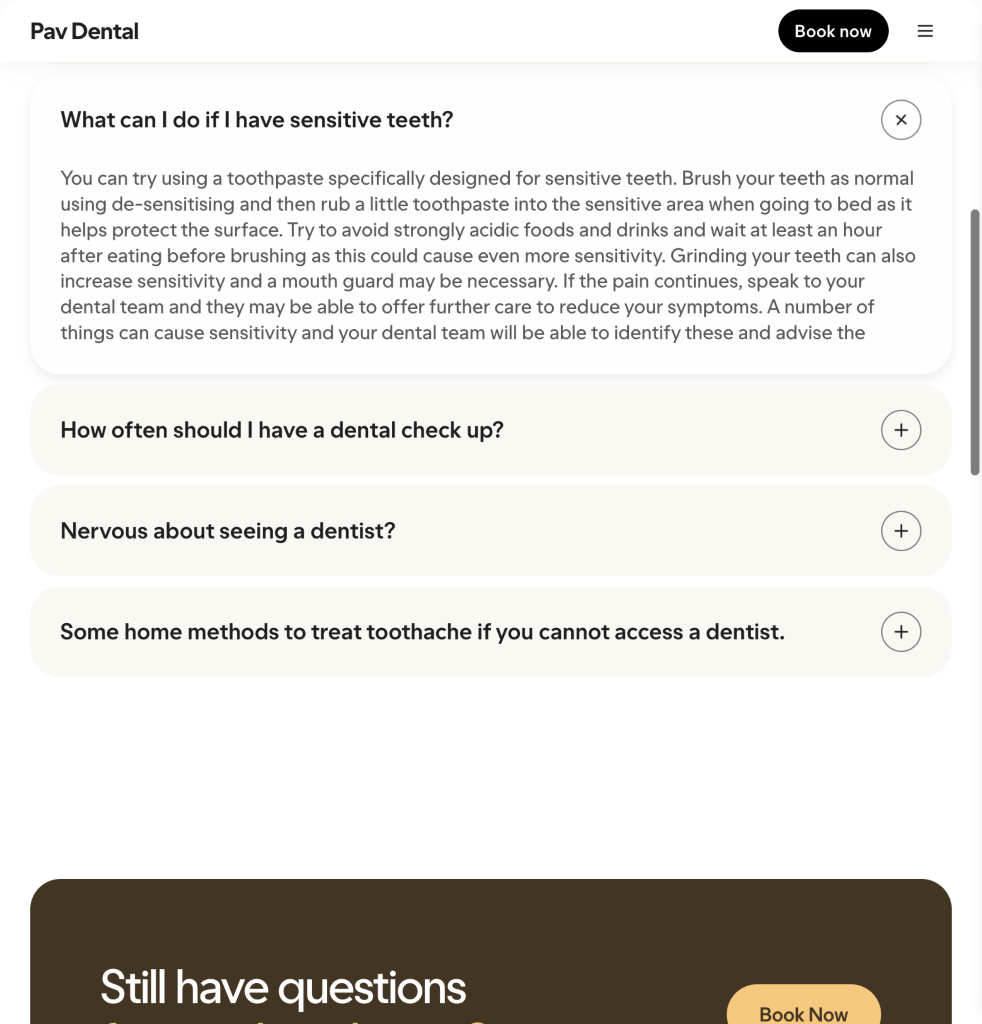 Pav Dental
Book now
What can I do if I have sensitive teeth?
You can try using a toothpaste specifically designed for sensitive teeth. Brush your teeth as normal
using de-sensitising and then rub a little toothpaste into the sensitive area when going to bed as it
helps protect the surface. Try to avoid strongly acidic foods and drinks and wait at least an hour
after eating before brushing as this could cause even more sensitivity. Grinding your teeth can also
increase sensitivity and a mouth guard may be necessary. If the pain continues, speak to your
dental team and they may be able to offer further care to reduce your symptoms. A number of
things can cause sensitivity and your dental team will be able to identify these and advise the
How often should I have a dental check up?
Nervous about seeing a dentist?
Some home methods to treat toothache if you cannot access a dentist.
Still have questions
Book Now